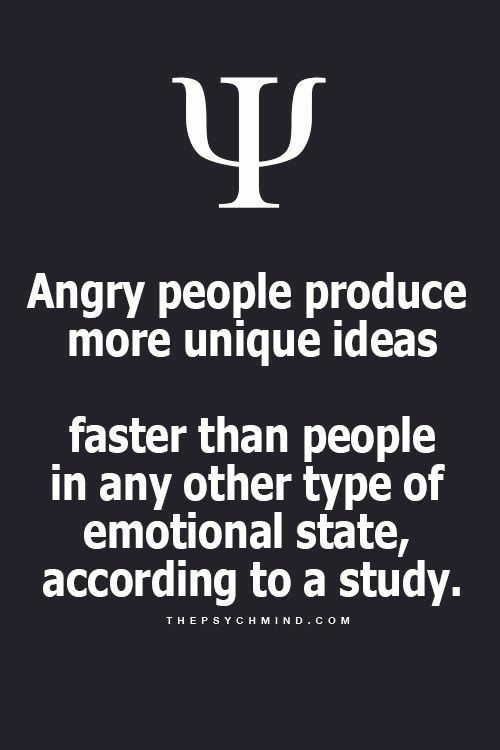 Ψ
Angry people produce
more unique ideas
faster than people
in any other type of
emotional state,
according to a study.
THEPSYCHMIND.COM